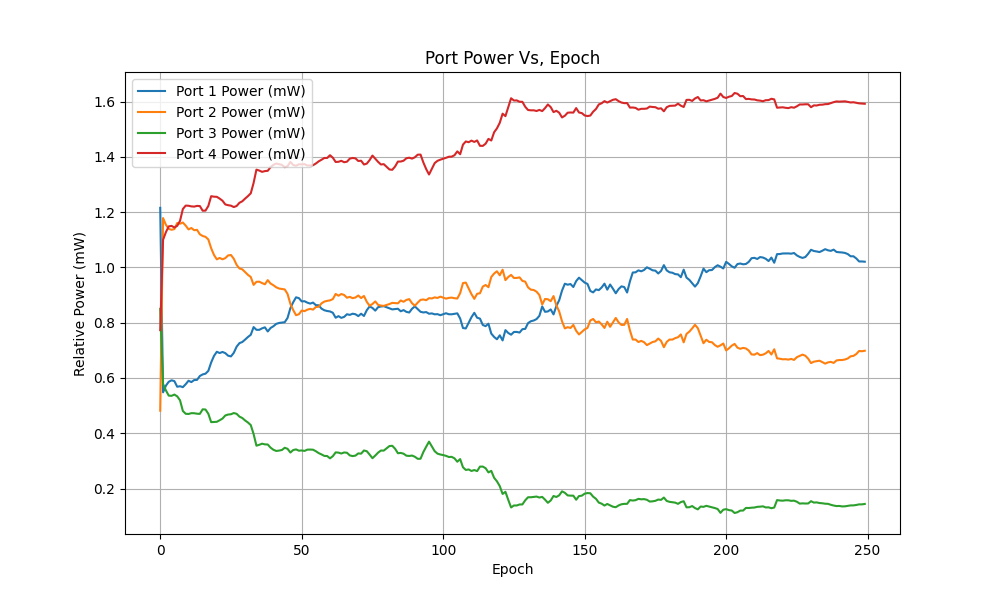 Port Power Vs, Epoch
Port 1 Power (mW)
Port 2 Power (mW)
Port 3 Power (mW)
Port 4 Power (mW)
Relative Power (mW)
1.6
1.4
1.2
1.0
0.8
0.6
0.4
0.2
0 50 100 150 200 250
Epoch